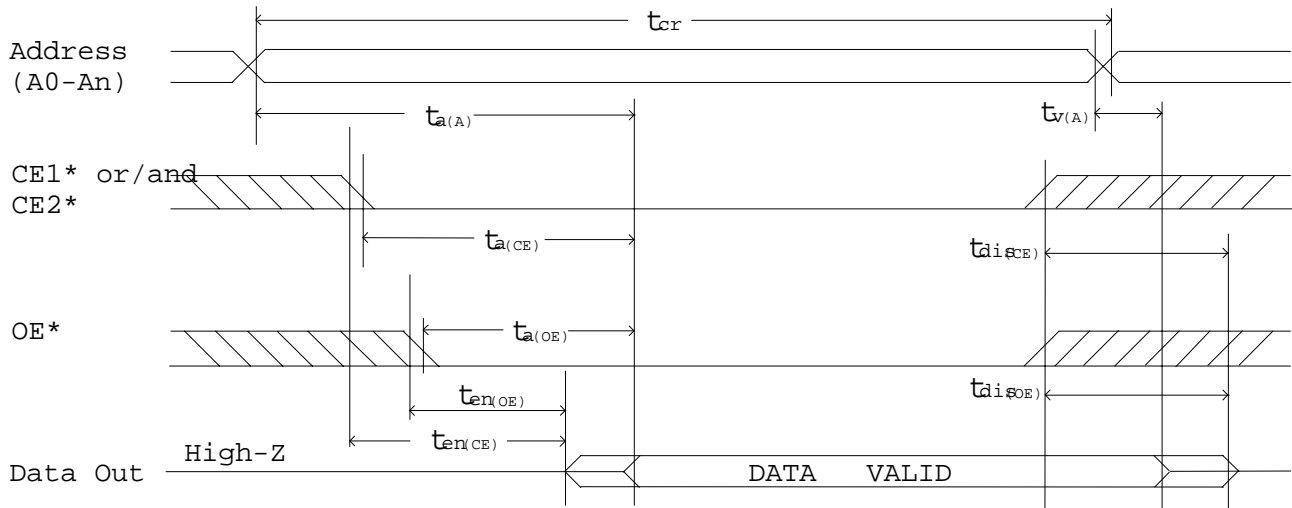 tcr
Address
(A0-An)
ta(A)
tv(A)
CE1* or/and
CE2*
ta(CE)
tdis(CE)
OE*
ta(OE)
tdis(OE)
ten(OE)
ten(CE)
High-Z
Data Out
DATA VALID